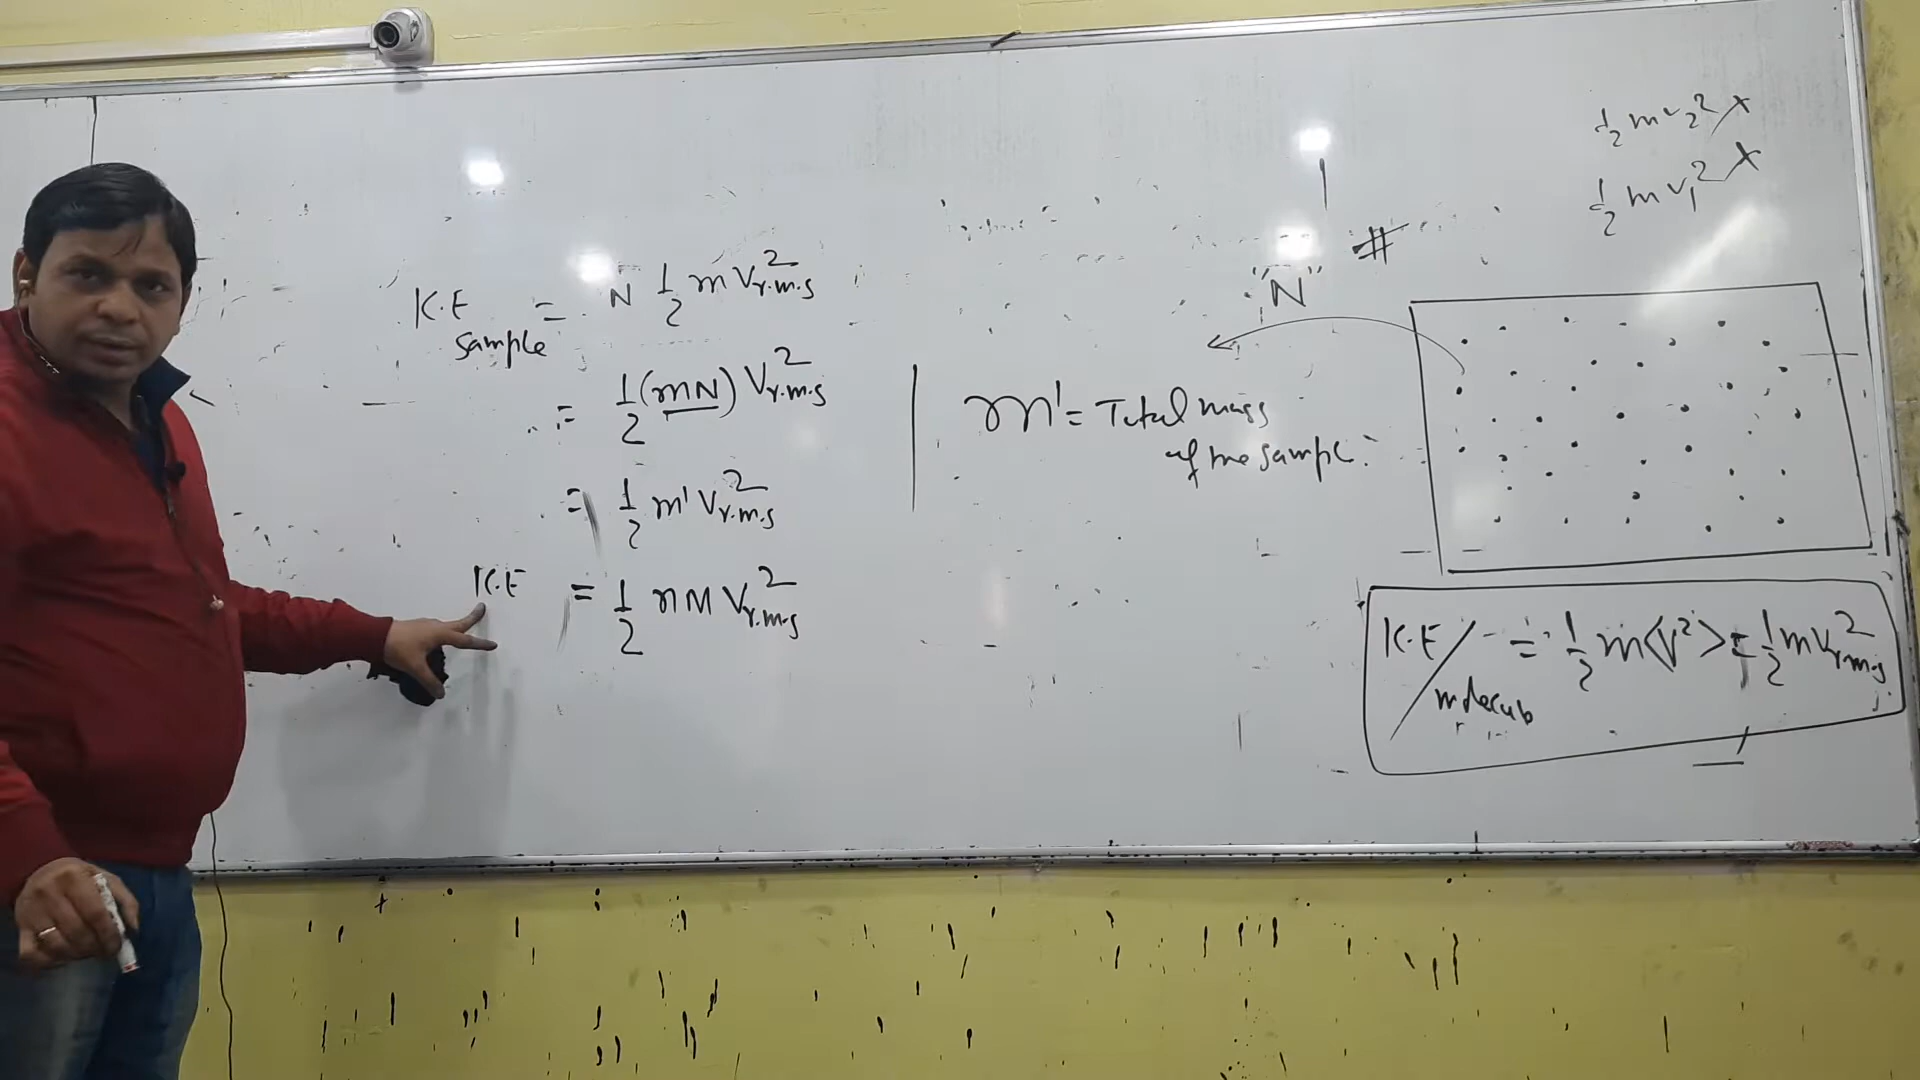 K.E sample = N 1/2 m V²r.m.s
= 1/2 (mN) V²r.m.s
= 1/2 m' V²r.m.s
K.E = 1/2 nM V²r.m.s
"N" #
m' = Total mass
of the sample.
1/2 m v₂² x
1/2 m v₁² x
K.E / molecule = 1/2 m<v²> = 1/2 m V²r.m.s